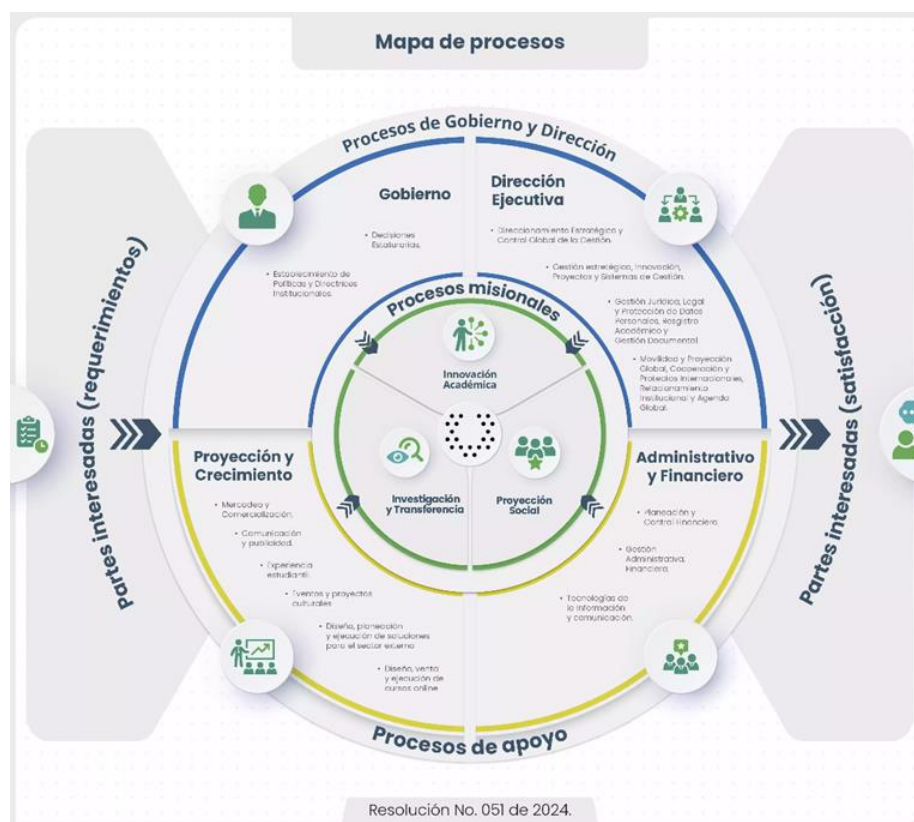 Mapa de procesos
Procesos de Gobierno y Dirección
Gobierno
• Decisiones
Estaturarias.
• Establecimiento de
Políticas y Directrices
Institucionales.
Dirección
Ejecutiva
• Direccionamiento Estratégico y
Control Global de la Gestión.
• Gestión estratégica, Innovación,
Proyectos y Sistemas de Gestión.
• Gestión Jurídica, Legal
y Protección de Datos
Personales, Resgistro
Académico y
Gestión Documental
• Movilidad y Proyección
Global, Cooperación y
Protectos Internacionales,
Relacionamiento
Institucional y Agenda
Global.
Procesos misionales
Innovación
Académica
Investigación
y Transferencia
Proyección
Social
Partes interesadas (requerimientos)
Partes interesadas (satisfacción)
Proyección y
Crecimiento
• Mercadeo y
Comercialización.
• Comunicación
y publicidad.
• Experiencia
estudiantil.
• Eventos y proyectos
culturales
• Diseño, planeación
y ejecución de soluciones
para el sector externo
• Diseño, venta
y ejecución de
cursos online
Administrativo
y Financiero
• Planeación y
Control Financiero
• Gestión
Administrativa,
Financiera,
• Tecnologías de
la Información
y comunicación.
Procesos de apoyo
Resolución No. 051 de 2024.